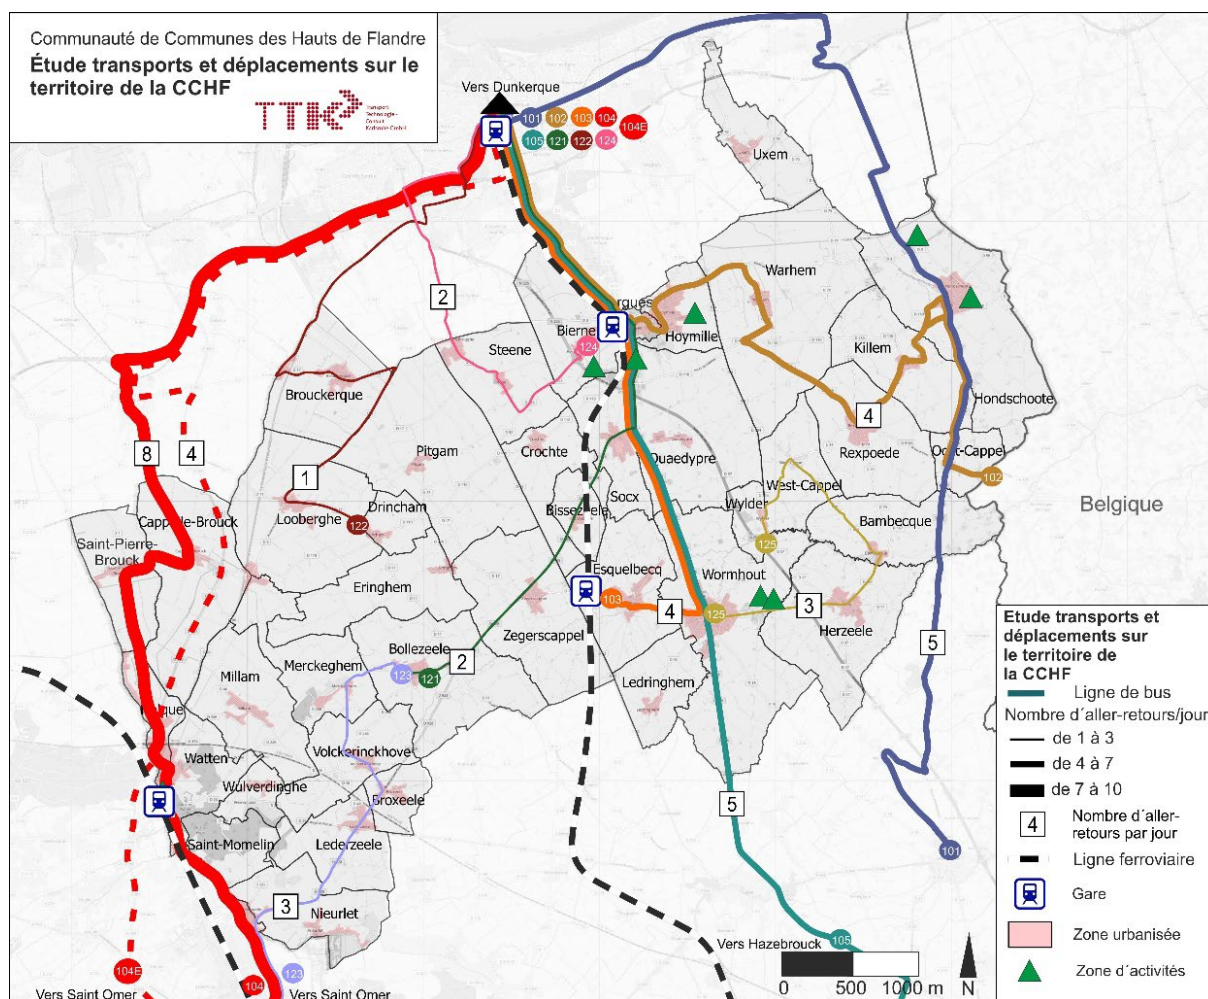 Communauté de Communes des Hauts de Flandre
Étude transports et déplacements sur le
territoire de la CCHF
TTK
Transport
Technologie-
Consult
Karlsruhe GmbH
Vers Dunkerque
101 102 103 104
104E
105 121 122 124
Uxem
Warhem
2
rgues
Bierne
Hoymille
124
Steene
Killem
Brouckerque
Hondschoote
4
8
4
Pitgam
Crochte
Quaedypre
Rexpoede
Oost-Cappel
102
1
West-Cappel
Socx
Wylder
Belgique
Drincham
Looberghe
122
Bambecque
Cappelle-Brouck
Saint-Pierre-
Brouck
125
Esquelbecq
Wormhout
Eringhem
103
4
125
3
Herzeele
Zegerscappel
5
Bollezeele
2
Merckeghem
123
121
Millam
Ledringhem
Volckerinckhove
Watten
Wulverdinghe
Broxeele
5
Saint-Momelin
Lederzeele
101
3
Nieurlet
Vers Hazebrouck
105
104E
104
123
Vers Saint Omer
Vers Saint Omer
0 500 1000 m
N
Etude transports et
déplacements sur
le territoire de
la CCHF
Ligne de bus
Nombre d´aller-retours/jour
de 1 à 3
de 4 à 7
de 7 à 10
4
Nombre d´aller-
retours par jour
Ligne ferroviaire
Gare
Zone urbanisée
Zone d´activités